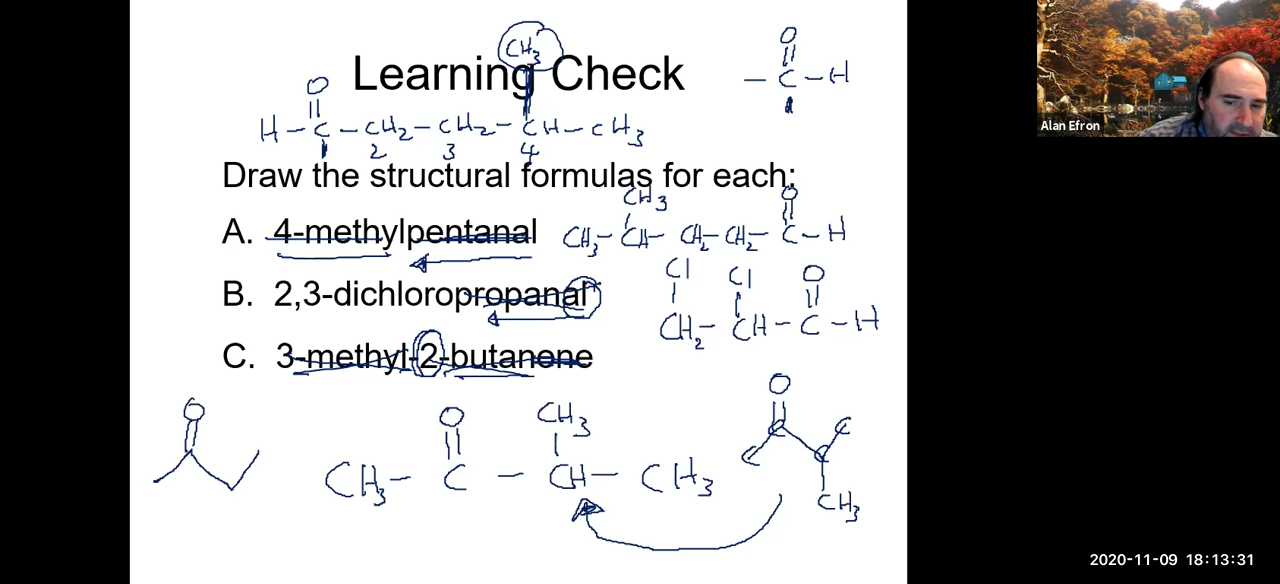 CH3
Learning Check
O
– C – H
O
H – C – CH2 – CH2 – CH – CH3
2 3 4
Alan Efron
Draw the structural formulas for each:
CH3 O
A. 4-methylpentanal CH3 – CH – CH2 – CH2 – C – H
Cl Cl O
B. 2,3-dichloropropanal CH2 – CH – C – H
C. 3-methyl-2-butanone
O O CH3 O
CH3 – C – CH – CH3 C C C C
CH3
2020-11-09 18:13:31